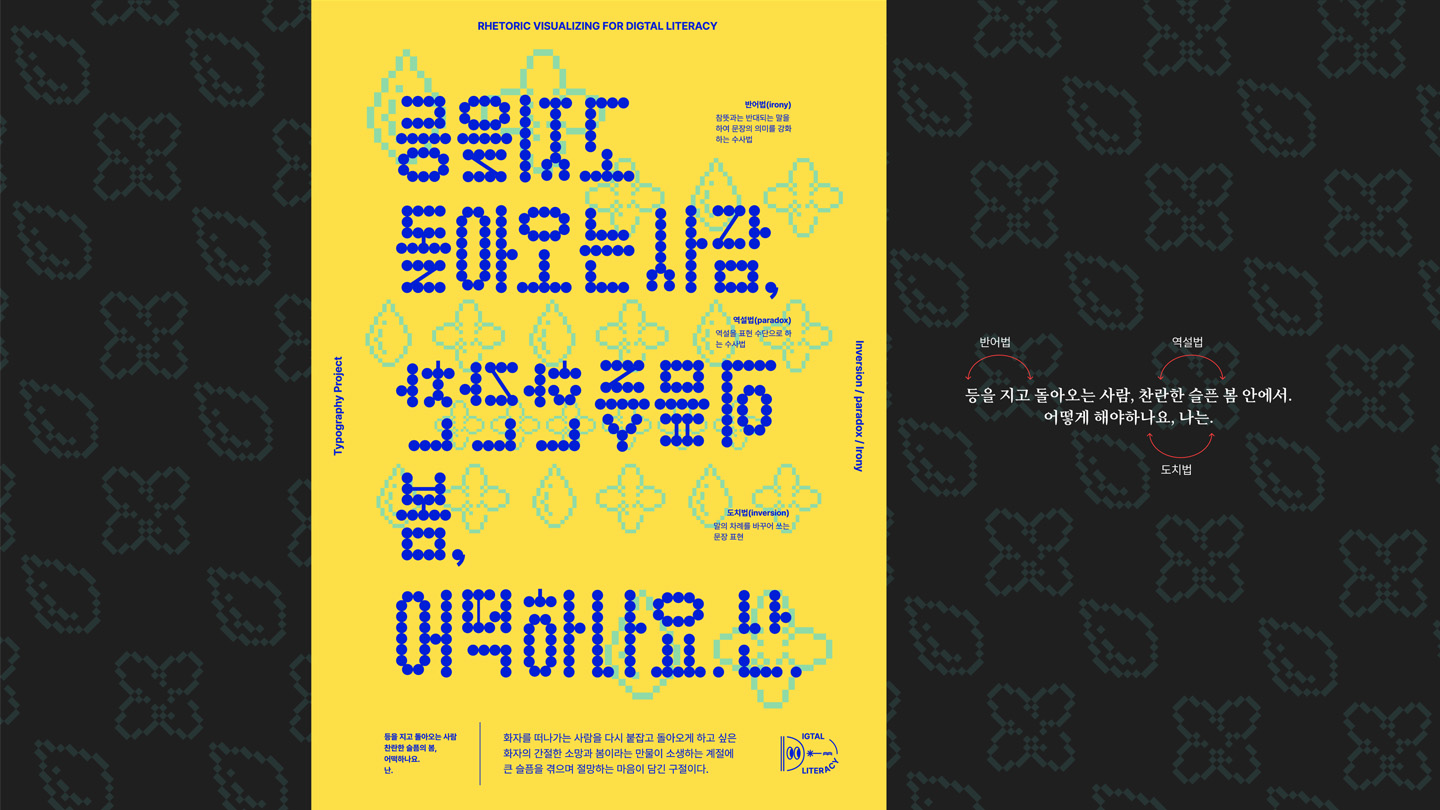 RHETORIC VISUALIZING FOR DIGTAL LITERACY
등을지고
돌아오는사람,
찬란한슬픔의
봄,
어떡하나요. 난.
반어법(irony)
참뜻과는 반대되는 말을
하여 문장의 의미를 강화
하는 수사법
역설법(paradox)
역설을 표현 수단으로 하
는 수사법
도치법(inversion)
말의 차례를 바꾸어 쓰는
문장 표현
Typography Project
Inversion / paradox / Irony
등을 지고 돌아오는 사람
찬란한 슬픔의 봄,
어떡하나요.
난.
화자를 떠나가는 사람을 다시 붙잡고 돌아오게 하고 싶은
화자의 간절한 소망과 봄이라는 만물이 소생하는 계절에
큰 슬픔을 겪으며 절망하는 마음이 담긴 구절이다.
IGTAL
LITERACY
반어법
역설법
등을 지고 돌아오는 사람, 찬란한 슬픈 봄 안에서.
어떻게 해야하나요, 나는.
도치법